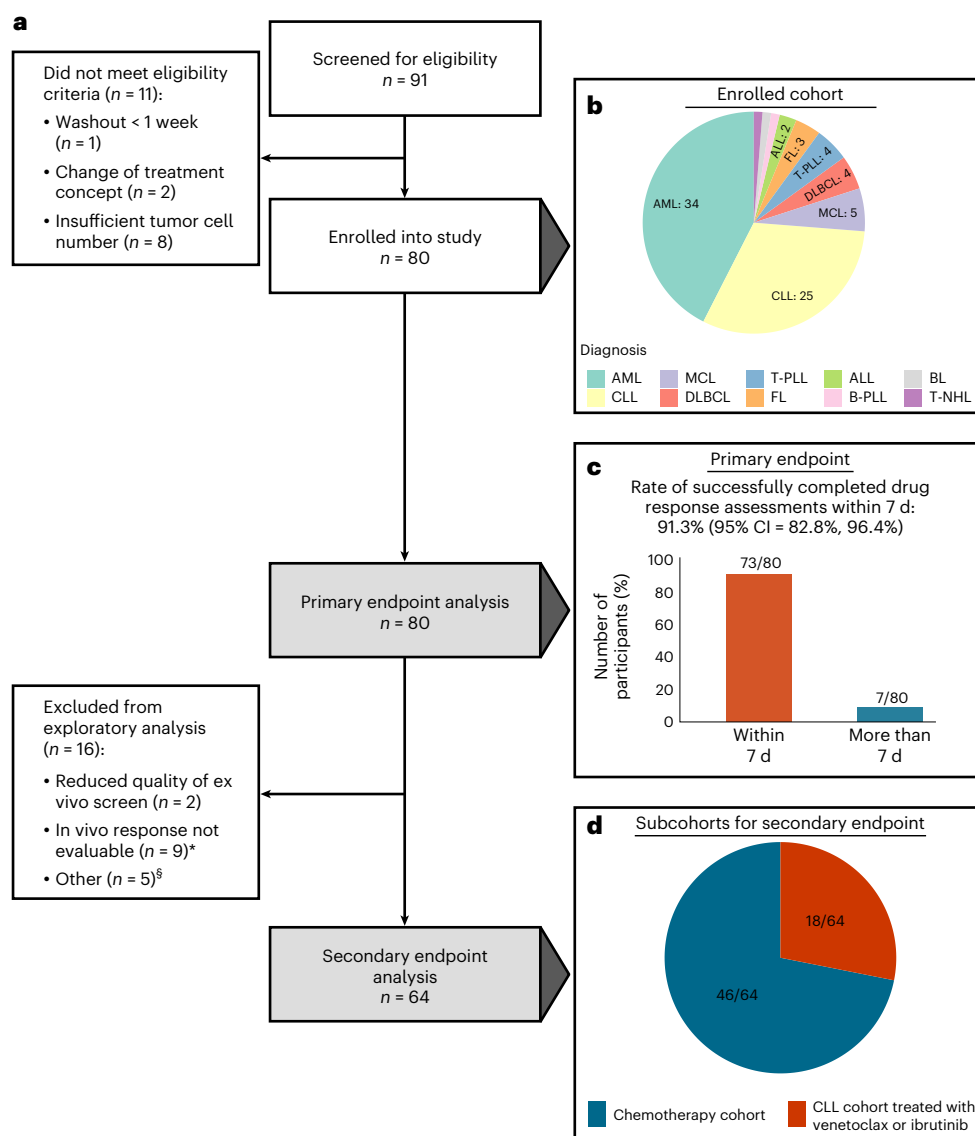 a
Screened for eligibility
n = 91
Did not meet eligibility
criteria (n = 11):
• Washout < 1 week
(n = 1)
• Change of treatment
concept (n = 2)
• Insufficient tumor cell
number (n = 8)
Enrolled into study
n = 80
Primary endpoint analysis
n = 80
Excluded from
exploratory analysis
(n = 16):
• Reduced quality of ex
vivo screen (n = 2)
• In vivo response not
evaluable (n = 9)*
• Other (n = 5)§
Secondary endpoint
analysis
n = 64
b
Enrolled cohort
AML: 34
ALL: 2
FL: 3
T-PLL: 4
DLBCL: 4
MCL: 5
CLL: 25
Diagnosis
AML
MCL
T-PLL
ALL
BL
CLL
DLBCL
FL
B-PLL
T-NHL
c
Primary endpoint
Rate of successfully completed drug
response assessments within 7 d:
91.3% (95% CI = 82.8%, 96.4%)
Number of
participants (%)
100
80
60
40
20
0
73/80
7/80
Within
7 d
More than
7 d
d
Subcohorts for secondary endpoint
18/64
46/64
Chemotherapy cohort
CLL cohort treated with
venetoclax or ibrutinib